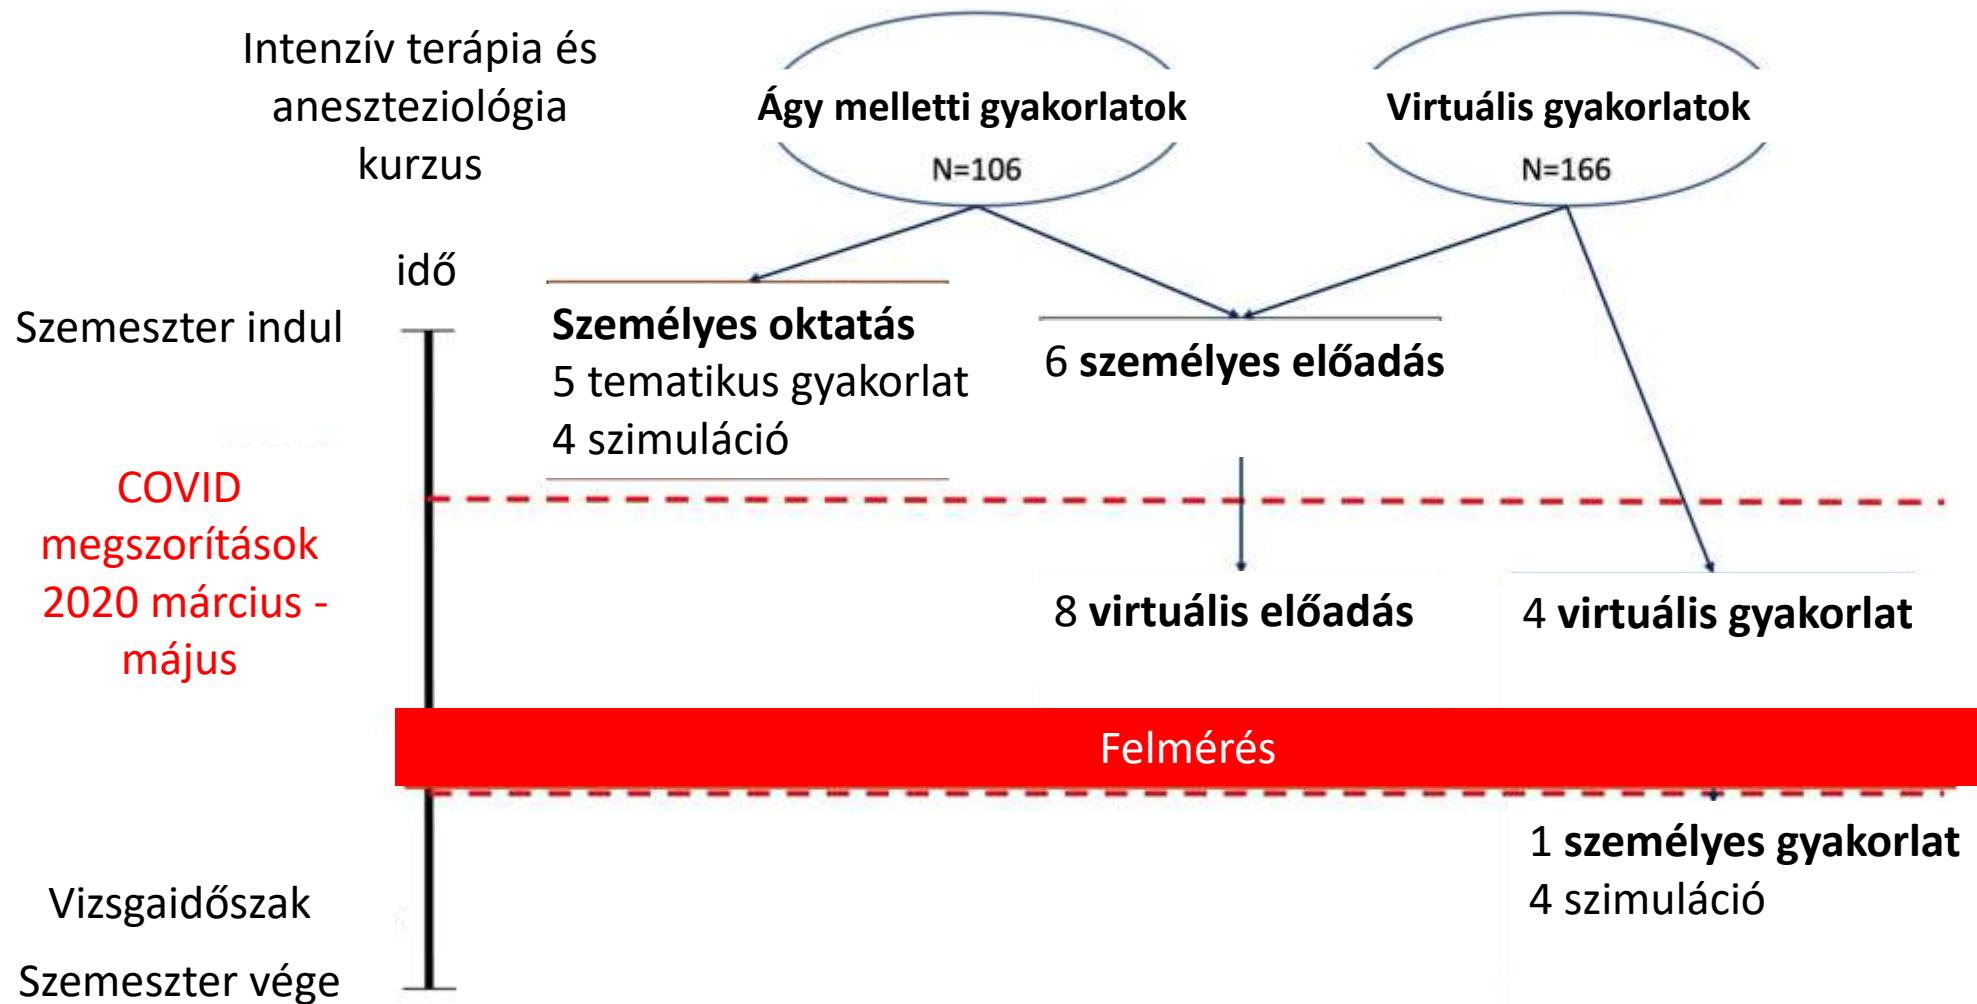 Intenzív terápia és
aneszteziológia
kurzus
Ágy melletti gyakorlatok
N=106
Virtuális gyakorlatok
N=166
idő
Szemeszter indul
Személyes oktatás
5 tematikus gyakorlat
4 szimuláció
6 személyes előadás
COVID
megszorítások
2020 március -
május
8 virtuális előadás
4 virtuális gyakorlat
Felmérés
1 személyes gyakorlat
4 szimuláció
Vizsgaidőszak
Szemeszter vége